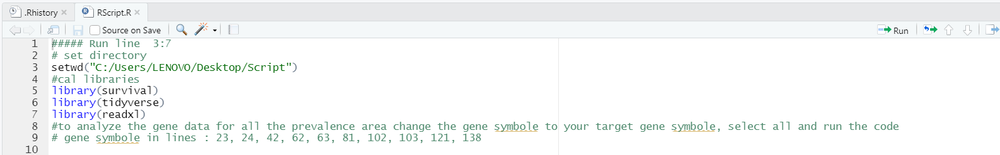 .Rhistory RScript.R
Source on Save Run
1 ##### Run line  3:7
2 # set directory
3 setwd("C:/Users/LENOVO/Desktop/Script")
4 #cal libraries
5 library(survival)
6 library(tidyverse)
7 library(readxl)
8 #to analyze the gene data for all the prevalence area change the gene symbole to your target gene symbole, select all and run the code
9 # gene symbole in lines : 23, 24, 42, 62, 63, 81, 102, 103, 121, 138
10